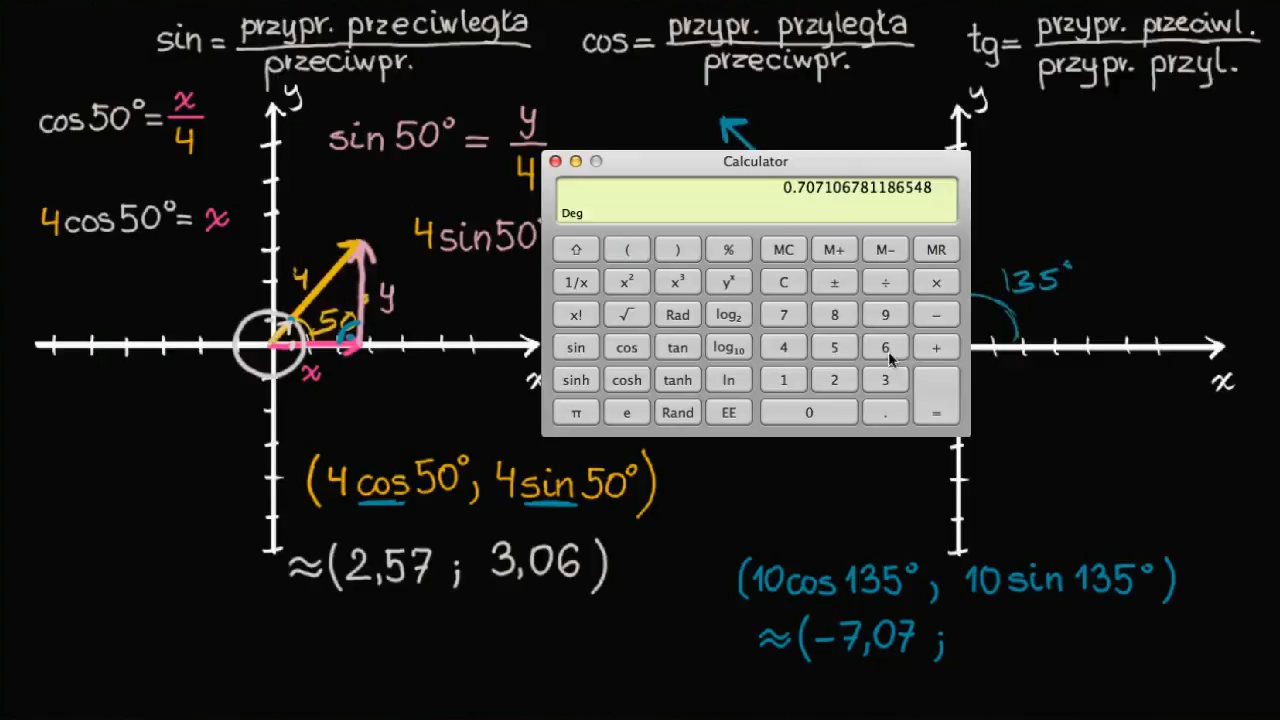 sin = przypr. przeciwległa / przeciwpr.
cos = przypr. przyległa / przeciwpr.
tg = przypr. przeciwl. / przypr. przyl.
cos 50° = x / 4
sin 50° = y / 4
4 cos 50° = x
4 sin 50°
y
y
4
y
50°
x
x
135°
x
Calculator
0.707106781186548
Deg
⇧ ( ) % MC M+ M- MR
1/x x² x³ yˣ C ± ÷ ×
x! √ Rad log₂ 7 8 9 −
sin cos tan log₁₀ 4 5 6 +
sinh cosh tanh ln 1 2 3
π e Rand EE 0 . =
(4 cos 50°; 4 sin 50°)
≈(2,57 ; 3,06)
(10 cos 135°, 10 sin 135°)
≈(−7,07 ;